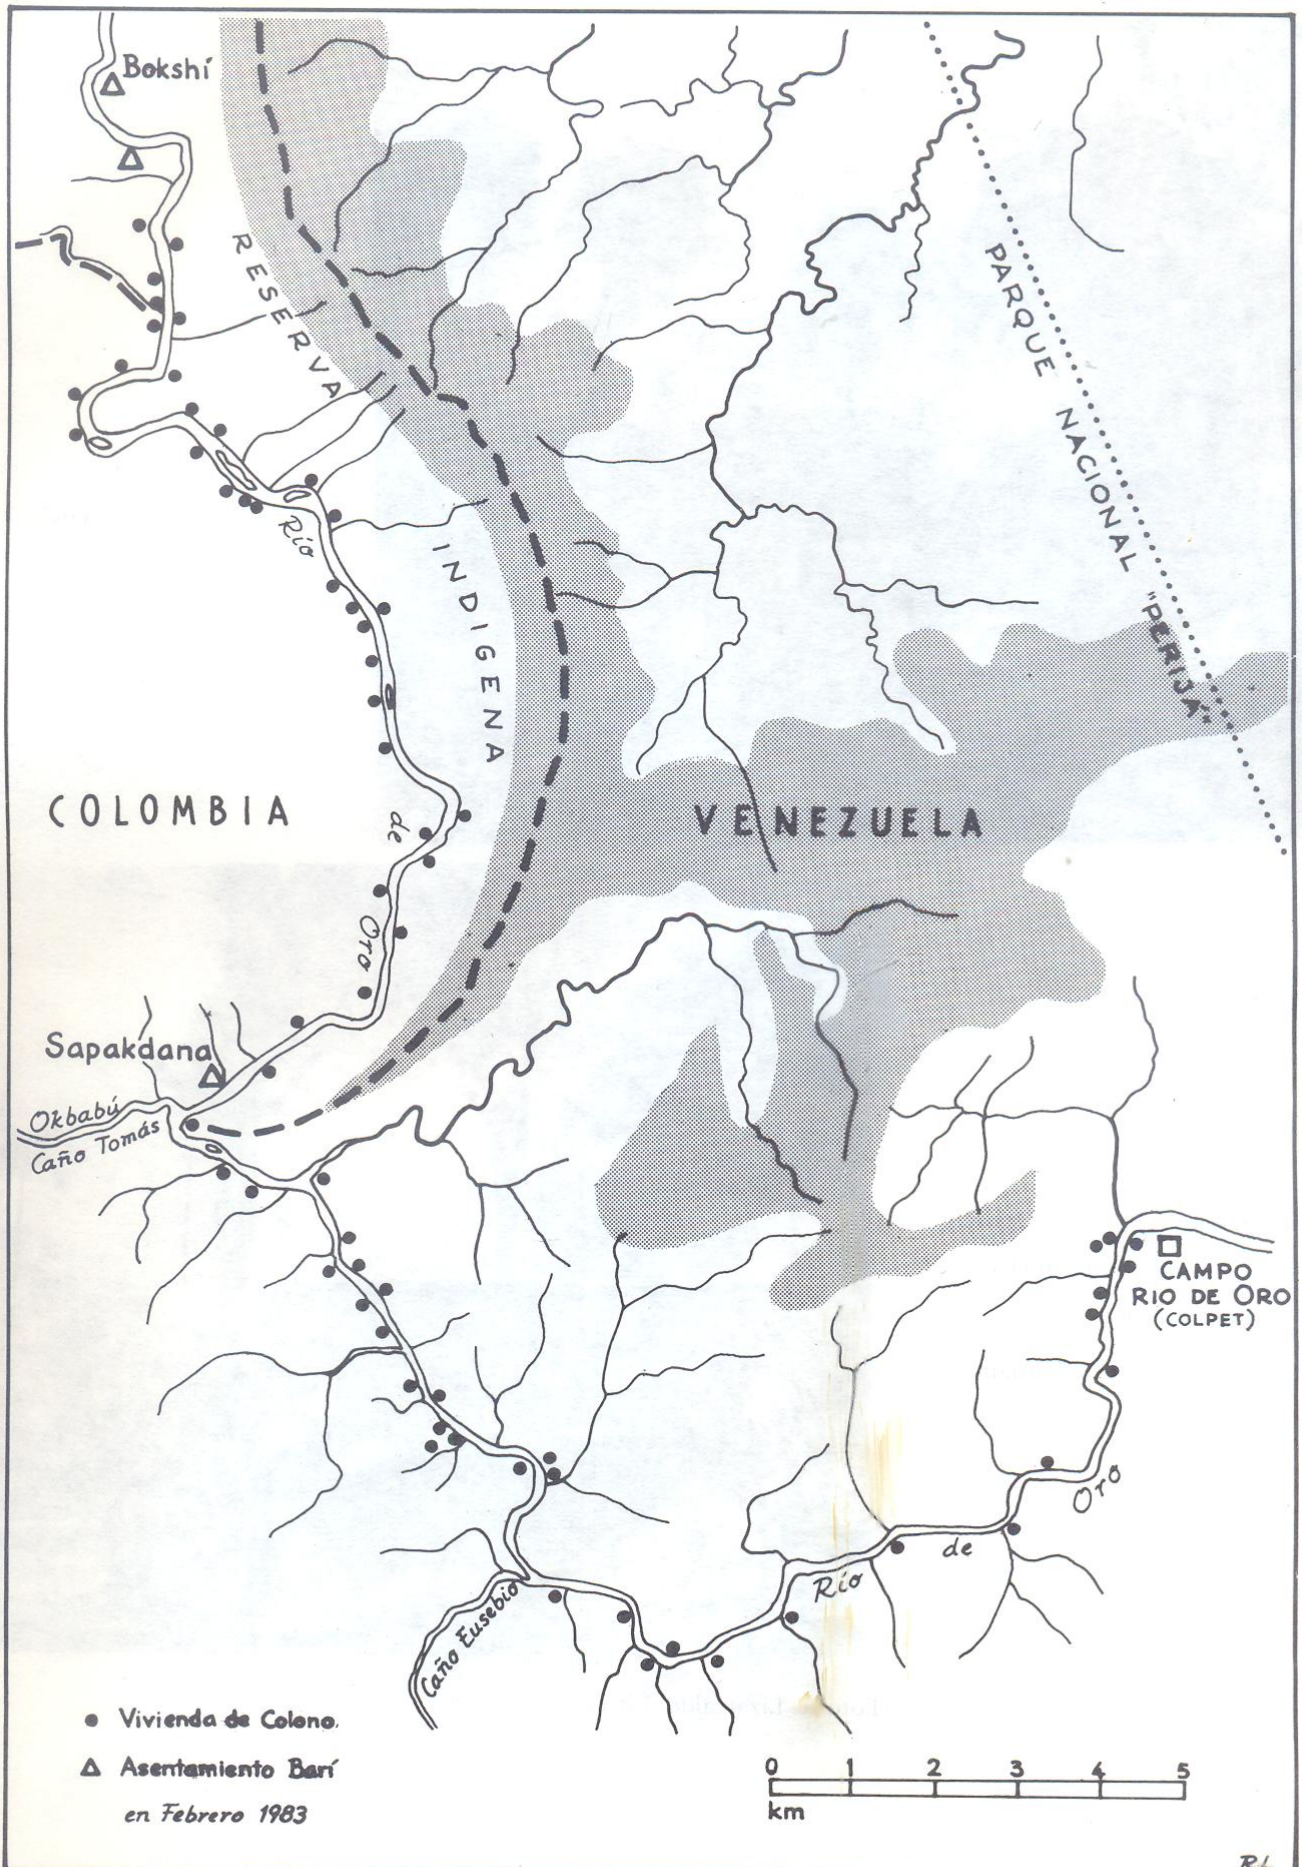 Bokshí
RESERVA
INDIGENA
PARQUE NACIONAL "PERIJÁ"
Río
de
Oro
COLOMBIA
VENEZUELA
Sapakdana
Okbabú
Caño Tomás
CAMPO
RIO DE ORO
(COLPET)
Río de Oro
Caño Eusebio
Vivienda de Colono.
Asentamiento Barí
en Febrero 1983
0 1 2 3 4 5
km